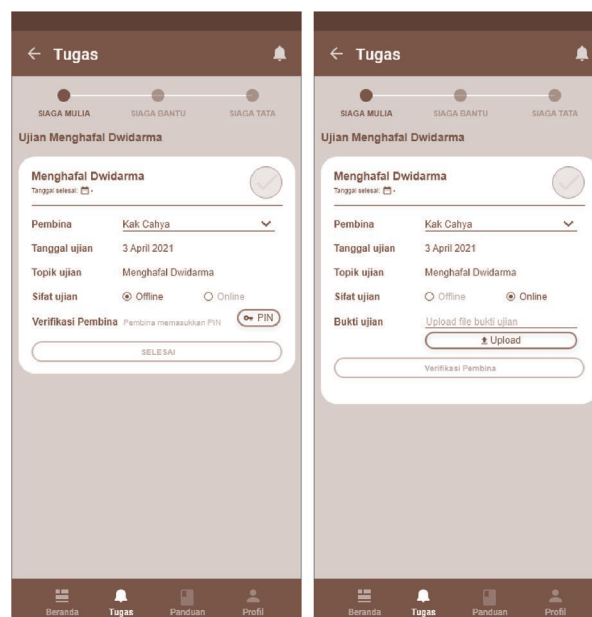 Tugas
SIAGA MULIA SIAGA BANTU SIAGA TATA
Ujian Menghafal Dwidarma
Menghafal Dwidarma
Tanggal selesai: -
Pembina Kak Cahya
Tanggal ujian 3 April 2021
Topik ujian Menghafal Dwidarma
Sifat ujian Offline Online
Verifikasi Pembina Pembina memasukkan PIN PIN
SELESAI
Beranda Tugas Panduan Profil
Tugas
SIAGA MULIA SIAGA BANTU SIAGA TATA
Ujian Menghafal Dwidarma
Menghafal Dwidarma
Tanggal selesai: -
Pembina Kak Cahya
Tanggal ujian 3 April 2021
Topik ujian Menghafal Dwidarma
Sifat ujian Offline Online
Bukti ujian Upload file bukti ujian
Upload
Verifikasi Pembina
Beranda Tugas Panduan Profil